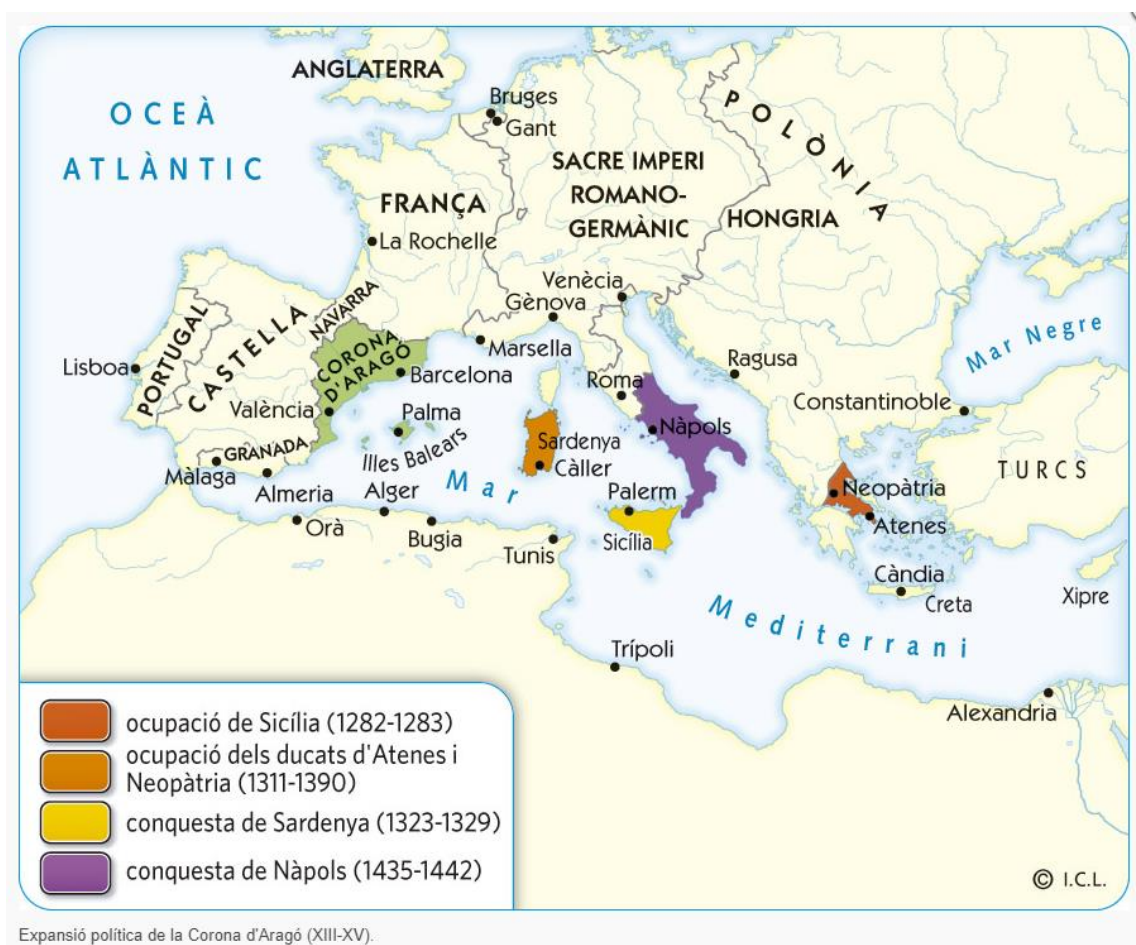 ANGLATERRA
OCEÀ
ATLÀNTIC
Bruges
Gant
POLÒNIA
SACRE IMPERI
ROMANO-
GERMÀNIC
FRANÇA
HONGRIA
La Rochelle
Venècia
Gènova
NAVARRA
Mar Negre
PORTUGAL
CASTELLA
CORONA
D'ARAGÓ
Marsella
Ragusa
Lisboa
Barcelona
Roma
Constantinoble
València
Palma
Nàpols
Illes Balears
Sardenya
GRANADA
Càller
TURCS
Màlaga
Almeria
Alger
Mar
Palerm
Neopàtria
Orà
Bugia
Tunis
Sicília
Atenes
Càndia
Creta
Xipre
Mediterrani
Trípoli
Alexandria
ocupació de Sicília (1282-1283)
ocupació dels ducats d'Atenes i
Neopàtria (1311-1390)
conquesta de Sardenya (1323-1329)
conquesta de Nàpols (1435-1442)
© I.C.L.
Expansió política de la Corona d'Aragó (XIII-XV).